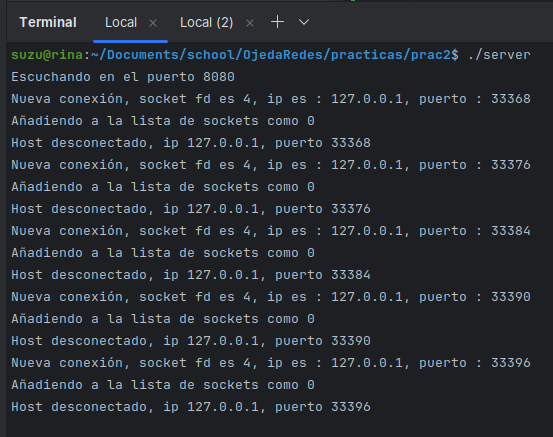 Terminal Local × Local (2) × + ∨
suzu@rina:~/Documents/school/OjedaRedes/practicas/prac2$ ./server
Escuchando en el puerto 8080
Nueva conexión, socket fd es 4, ip es : 127.0.0.1, puerto : 33368
Añadiendo a la lista de sockets como 0
Host desconectado, ip 127.0.0.1, puerto 33368
Nueva conexión, socket fd es 4, ip es : 127.0.0.1, puerto : 33376
Añadiendo a la lista de sockets como 0
Host desconectado, ip 127.0.0.1, puerto 33376
Nueva conexión, socket fd es 4, ip es : 127.0.0.1, puerto : 33384
Añadiendo a la lista de sockets como 0
Host desconectado, ip 127.0.0.1, puerto 33384
Nueva conexión, socket fd es 4, ip es : 127.0.0.1, puerto : 33390
Añadiendo a la lista de sockets como 0
Host desconectado, ip 127.0.0.1, puerto 33390
Nueva conexión, socket fd es 4, ip es : 127.0.0.1, puerto : 33396
Añadiendo a la lista de sockets como 0
Host desconectado, ip 127.0.0.1, puerto 33396